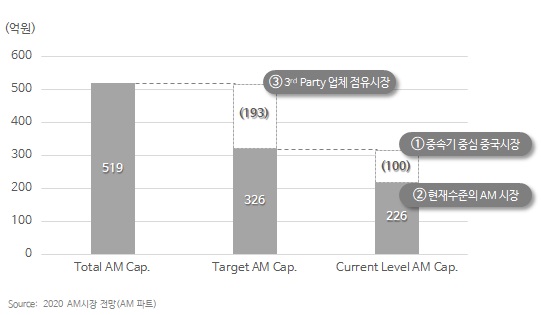 (억원)
600
500
400
300
200
100
0
519
326
226
(193)
(100)
③ 3rd Party 업체 점유시장
① 중속기 중심 중국시장
② 현재수준의 AM 시장
Total AM Cap.
Target AM Cap.
Current Level AM Cap.
Source: 2020 AM시장 전망(AM 파트)